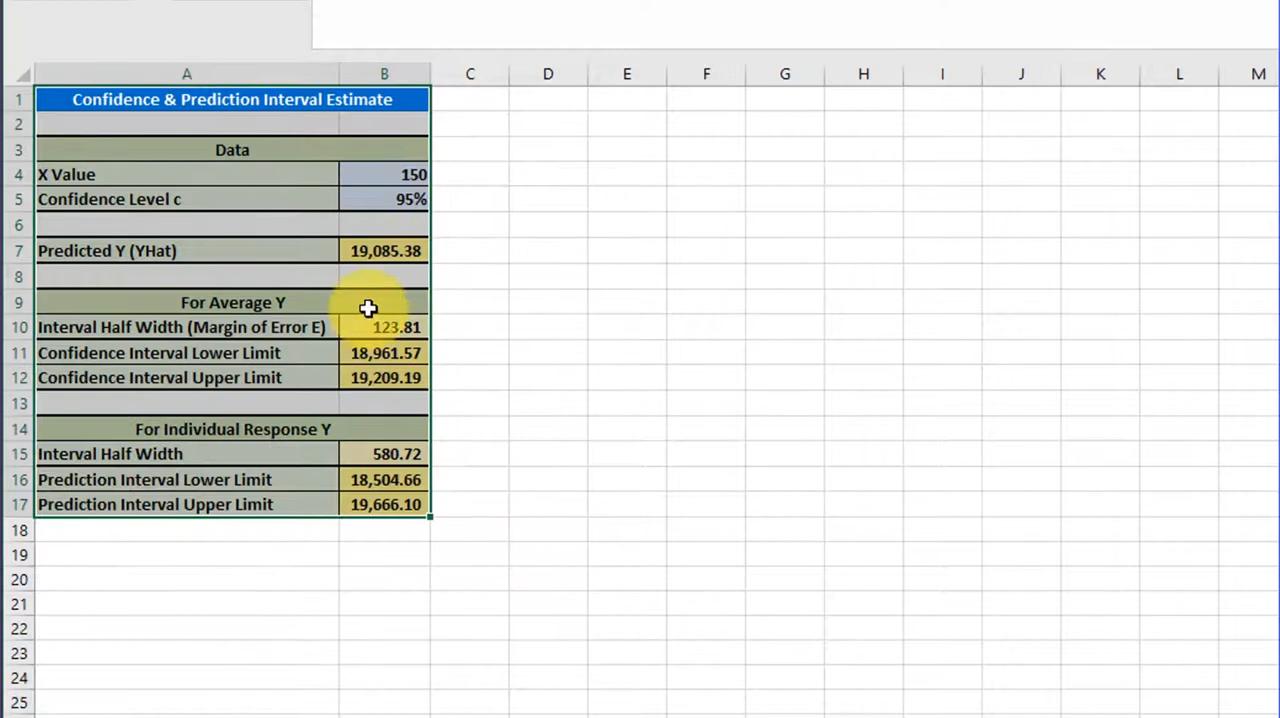 A B C D E F G H I J K L M
1 Confidence & Prediction Interval Estimate
2
3 Data
4 X Value 150
5 Confidence Level c 95%
6
7 Predicted Y (YHat) 19,085.38
8
9 For Average Y
10 Interval Half Width (Margin of Error E) 123.81
11 Confidence Interval Lower Limit 18,961.57
12 Confidence Interval Upper Limit 19,209.19
13
14 For Individual Response Y
15 Interval Half Width 580.72
16 Prediction Interval Lower Limit 18,504.66
17 Prediction Interval Upper Limit 19,666.10
18
19
20
21
22
23
24
25